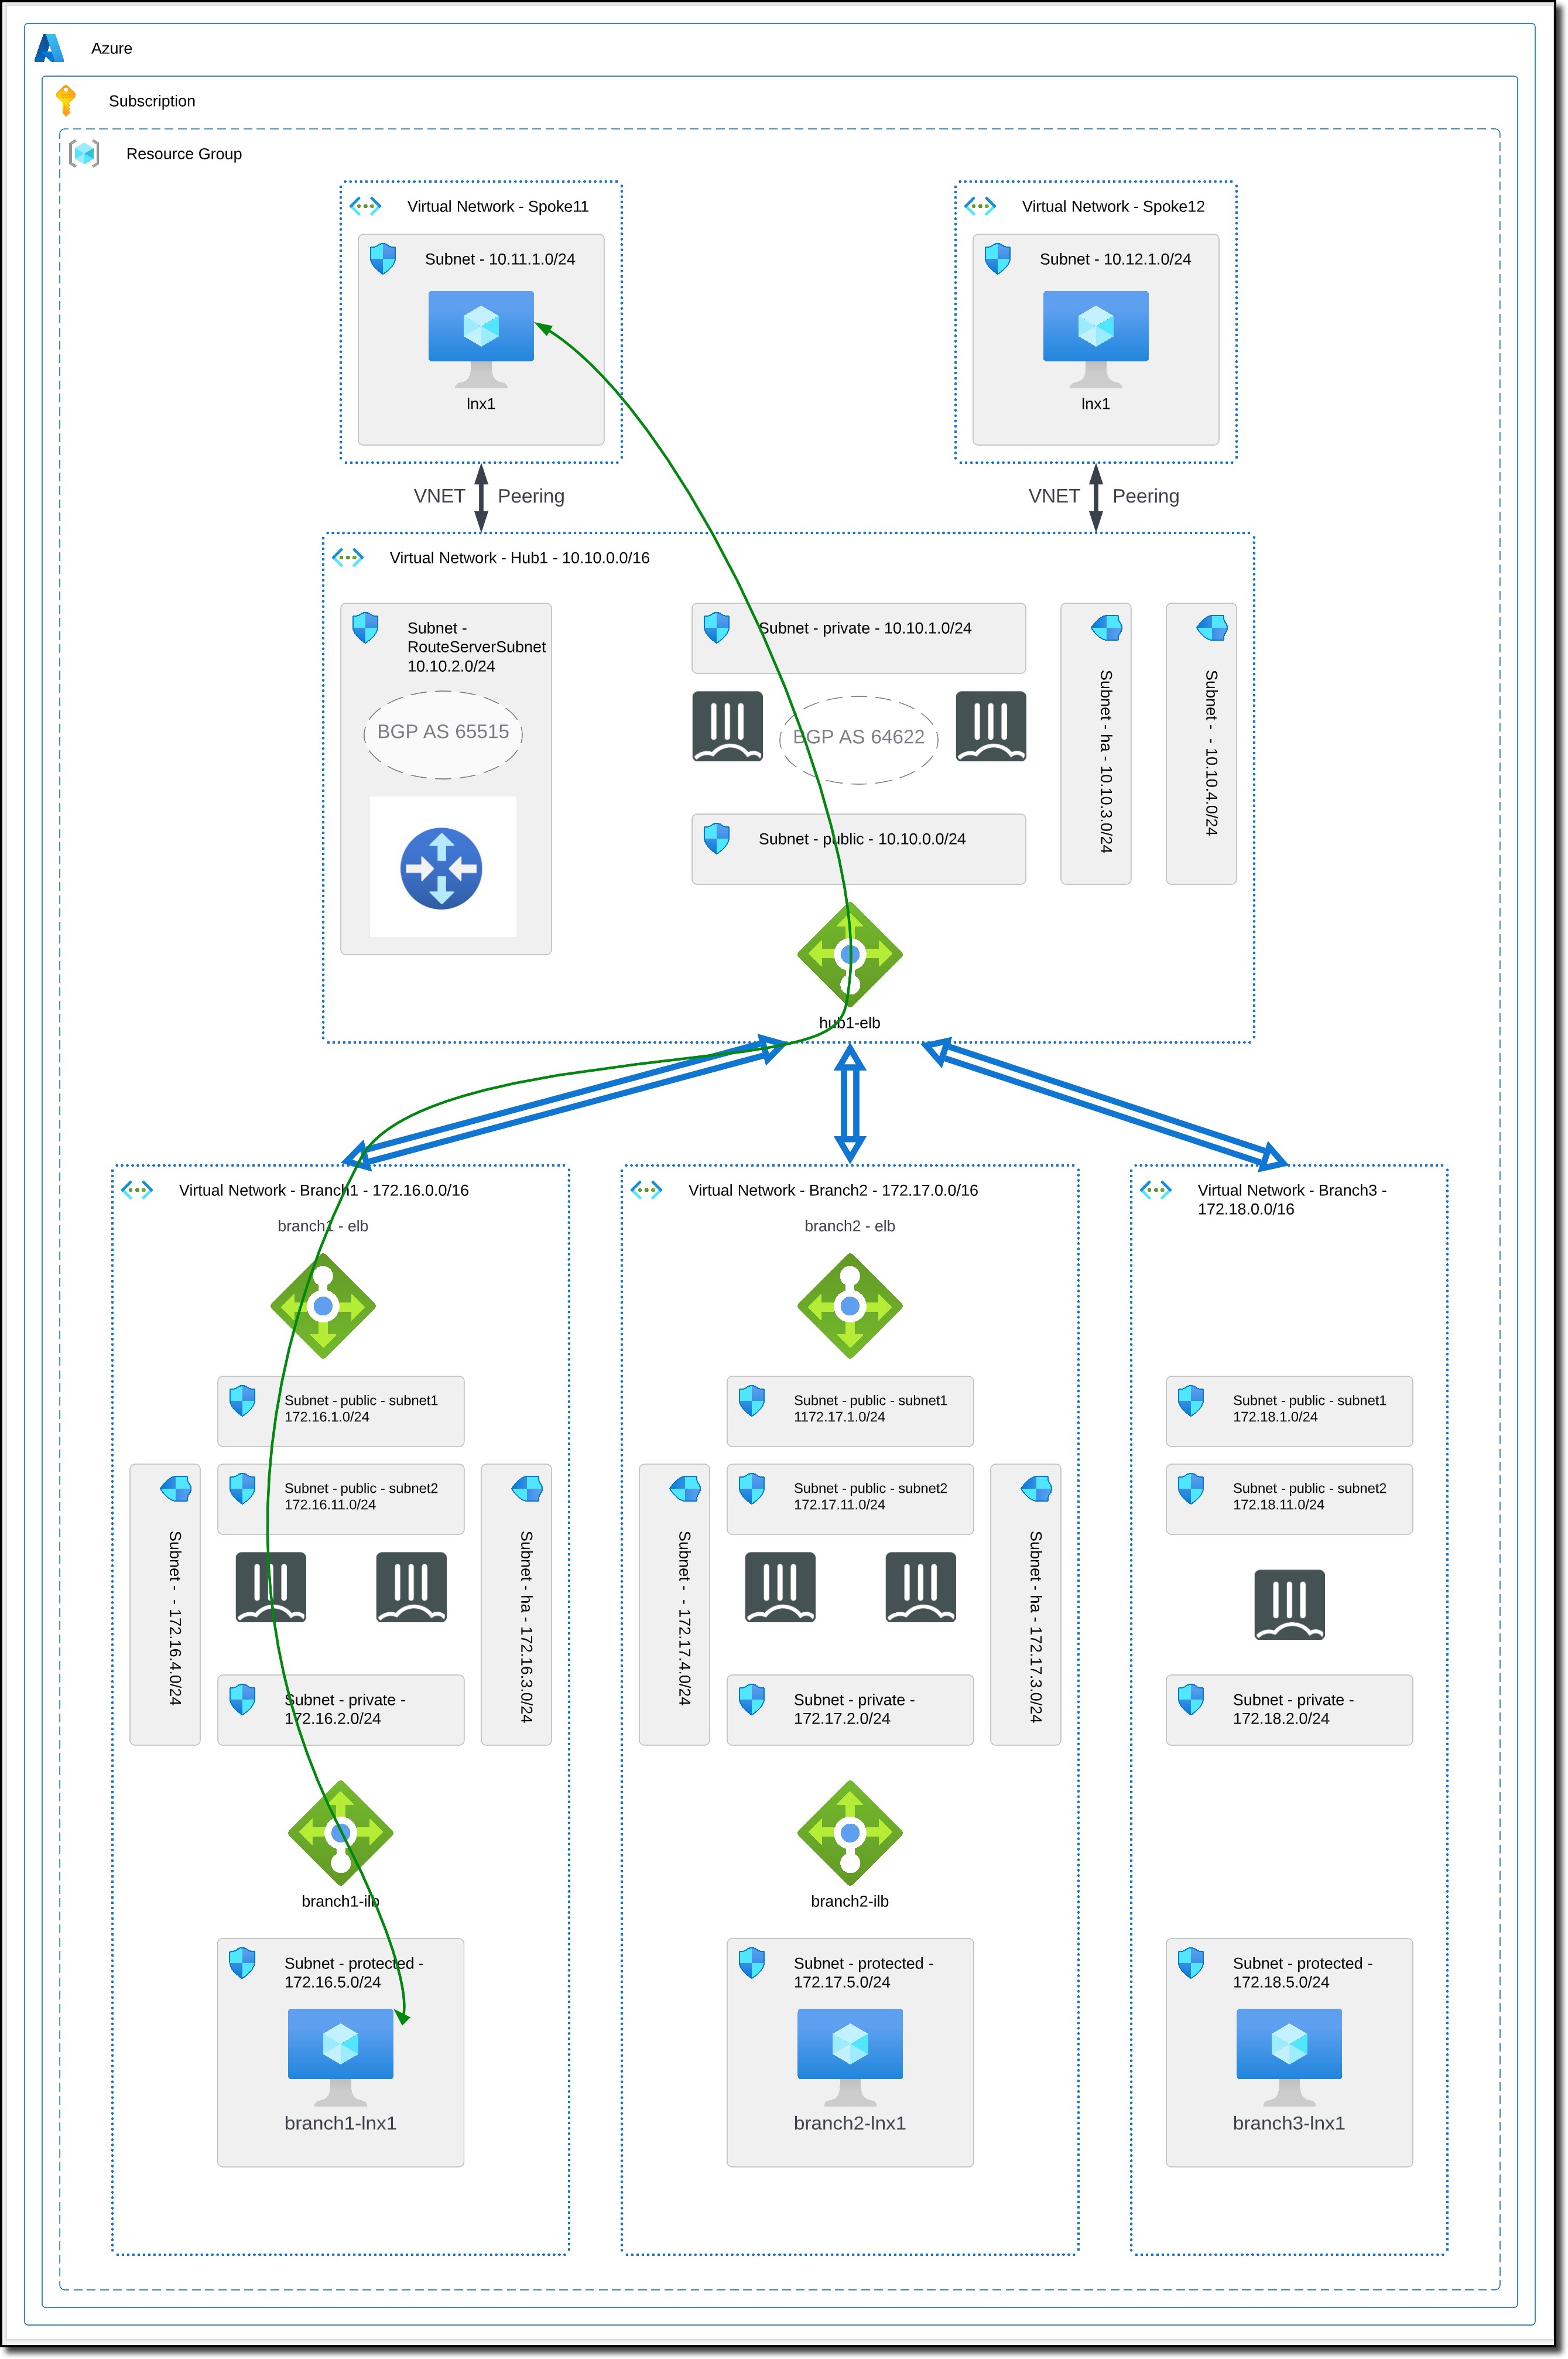 Azure
Subscription
Resource Group
Virtual Network - Spoke11
Subnet - 10.11.1.0/24
lnx1
Virtual Network - Spoke12
Subnet - 10.12.1.0/24
lnx1
VNET Peering
VNET Peering
Virtual Network - Hub1 - 10.10.0.0/16
Subnet -
RouteServerSubnet
10.10.2.0/24
BGP AS 65515
Subnet - private - 10.10.1.0/24
BGP AS 64622
Subnet - public - 10.10.0.0/24
Subnet - ha - 10.10.3.0/24
Subnet - - 10.10.4.0/24
hub1-elb
Virtual Network - Branch1 - 172.16.0.0/16
branch1 - elb
Subnet - public - subnet1
172.16.1.0/24
Subnet - public - subnet2
172.16.11.0/24
Subnet - - 172.16.4.0/24
Subnet - ha - 172.16.3.0/24
Subnet - private -
172.16.2.0/24
branch1-ilb
Subnet - protected -
172.16.5.0/24
branch1-lnx1
Virtual Network - Branch2 - 172.17.0.0/16
branch2 - elb
Subnet - public - subnet1
1172.17.1.0/24
Subnet - public - subnet2
172.17.11.0/24
Subnet - - 172.17.4.0/24
Subnet - ha - 172.17.3.0/24
Subnet - private -
172.17.2.0/24
branch2-ilb
Subnet - protected -
172.17.5.0/24
branch2-lnx1
Virtual Network - Branch3 -
172.18.0.0/16
Subnet - public - subnet1
172.18.1.0/24
Subnet - public - subnet2
172.18.11.0/24
Subnet - private -
172.18.2.0/24
Subnet - protected -
172.18.5.0/24
branch3-lnx1